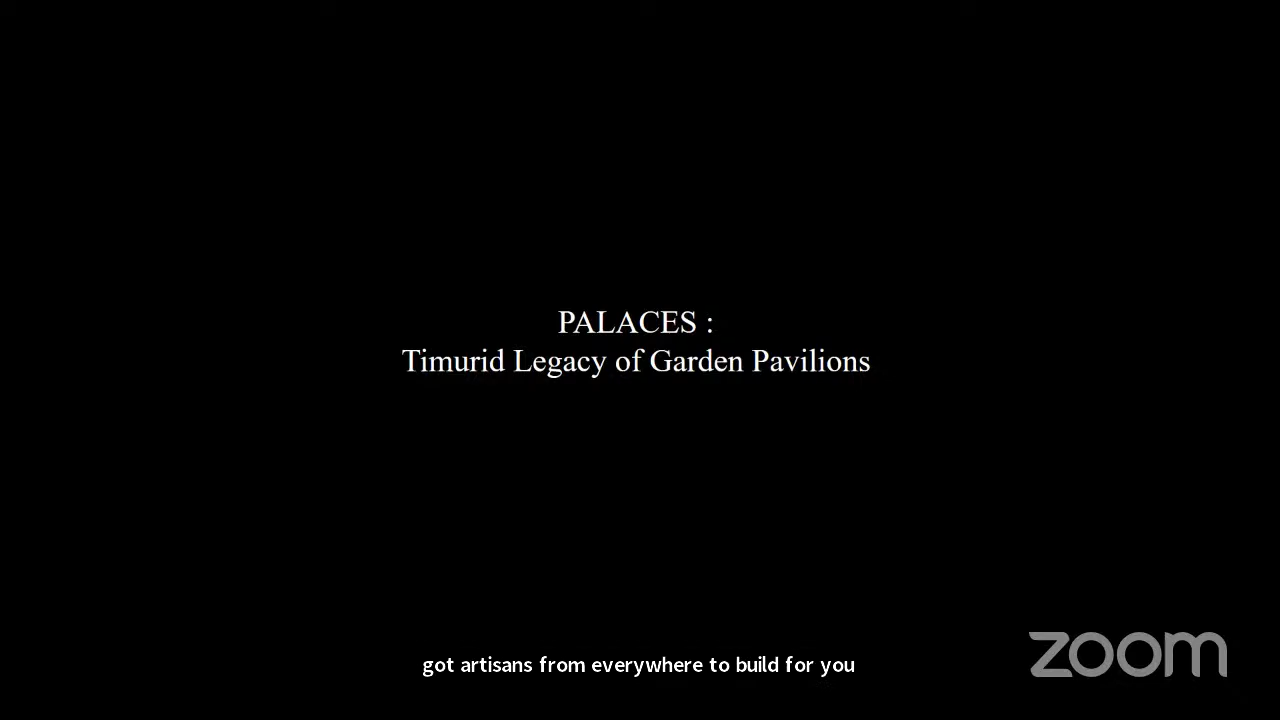 PALACES :
Timurid Legacy of Garden Pavilions
got artisans from everywhere to build for you
zoom